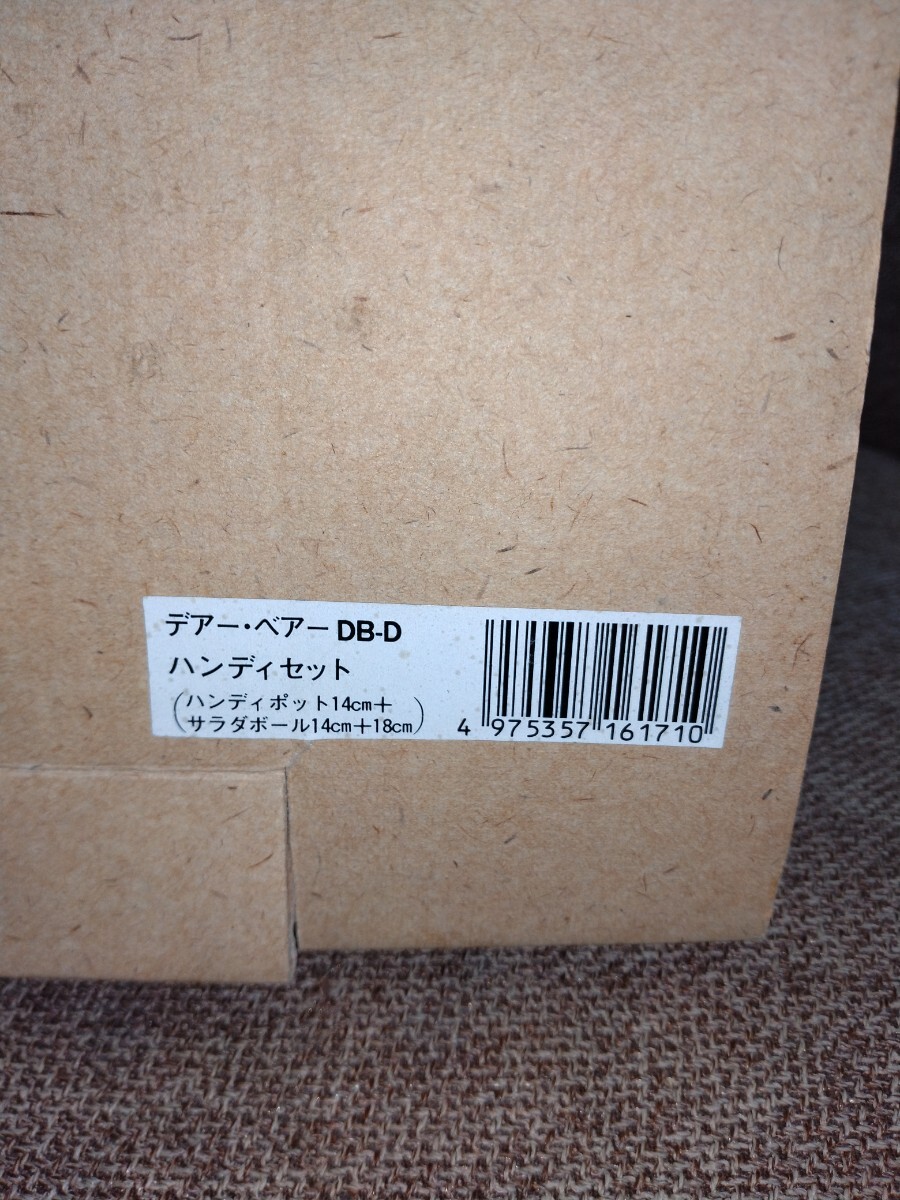 デアー・ベアー DB-D
ハンディセット
(ハンディポット14cm+
サラダボール14cm+18cm)
4 975357 161710